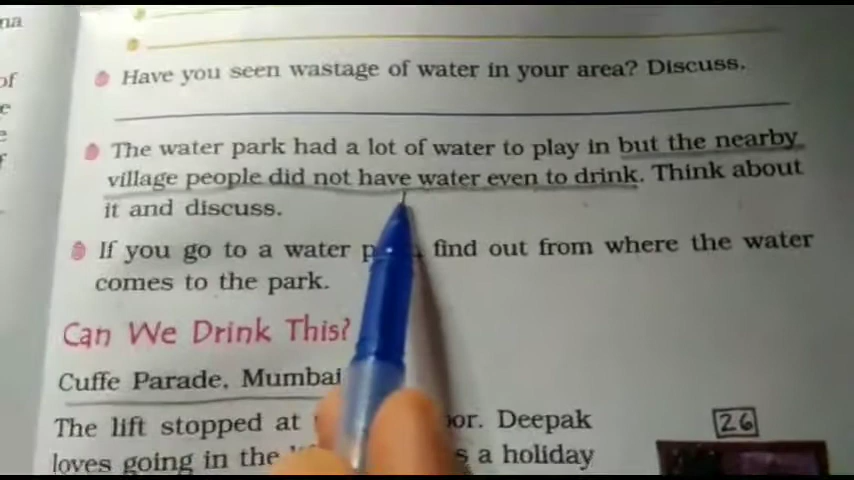 na
of
e
e
f
Have you seen wastage of water in your area? Discuss.
The water park had a lot of water to play in but the nearby
village people did not have water even to drink. Think about
it and discuss.
If you go to a water find out from where the water
comes to the park.
Can We Drink This?
Cuffe Parade, Mumbai
The lift stopped at oor. Deepak
loves going in the s a holiday
26